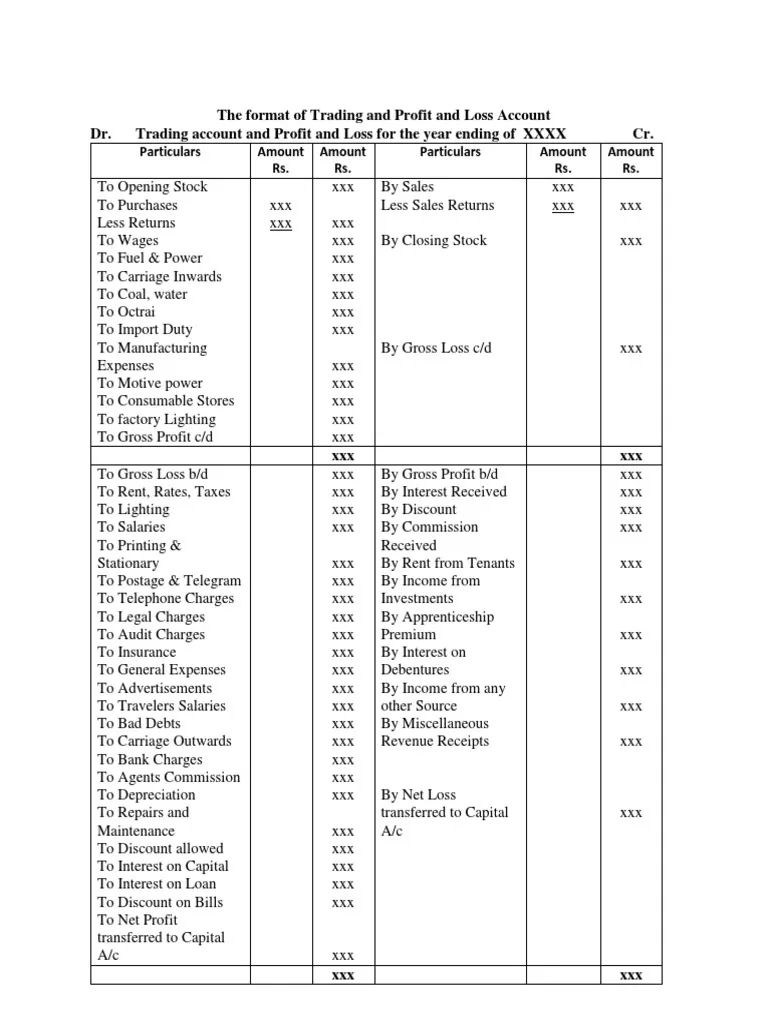 The format of Trading and Profit and Loss Account
Dr. Trading account and Profit and Loss for the year ending of XXXX Cr.
Particulars Amount Amount Particulars Amount Amount
Rs. Rs. Rs. Rs.
To Opening Stock xxx By Sales xxx
To Purchases xxx Less Sales Returns xxx xxx
Less Returns xxx xxx
To Wages xxx By Closing Stock xxx
To Fuel & Power xxx
To Carriage Inwards xxx
To Coal, water xxx
To Octrai xxx
To Import Duty xxx
To Manufacturing By Gross Loss c/d xxx
Expenses xxx
To Motive power xxx
To Consumable Stores xxx
To factory Lighting xxx
To Gross Profit c/d xxx
xxx xxx
To Gross Loss b/d xxx By Gross Profit b/d xxx
To Rent, Rates, Taxes xxx By Interest Received xxx
To Lighting xxx By Discount xxx
To Salaries xxx By Commission xxx
To Printing & Received
Stationary xxx By Rent from Tenants xxx
To Postage & Telegram xxx By Income from
To Telephone Charges xxx Investments xxx
To Legal Charges xxx By Apprenticeship
To Audit Charges xxx Premium xxx
To Insurance xxx By Interest on
To General Expenses xxx Debentures xxx
To Advertisements xxx By Income from any
To Travelers Salaries xxx other Source xxx
To Bad Debts xxx By Miscellaneous
To Carriage Outwards xxx Revenue Receipts xxx
To Bank Charges xxx
To Agents Commission xxx
To Depreciation xxx By Net Loss
To Repairs and transferred to Capital xxx
Maintenance xxx A/c
To Discount allowed xxx
To Interest on Capital xxx
To Interest on Loan xxx
To Discount on Bills xxx
To Net Profit
transferred to Capital
A/c xxx
xxx xxx